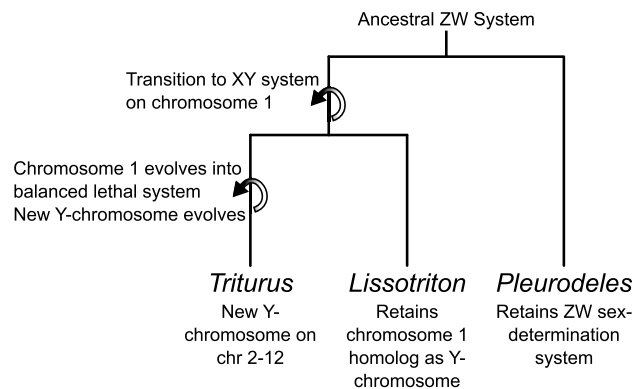 Ancestral ZW System
Transition to XY system
on chromosome 1
Chromosome 1 evolves into
balanced lethal system
New Y-chromosome evolves
Triturus
New Y-
chromosome on
chr 2-12
Lissotriton
Retains
chromosome 1
homolog as Y-
chromosome
Pleurodeles
Retains ZW sex-
determination
system